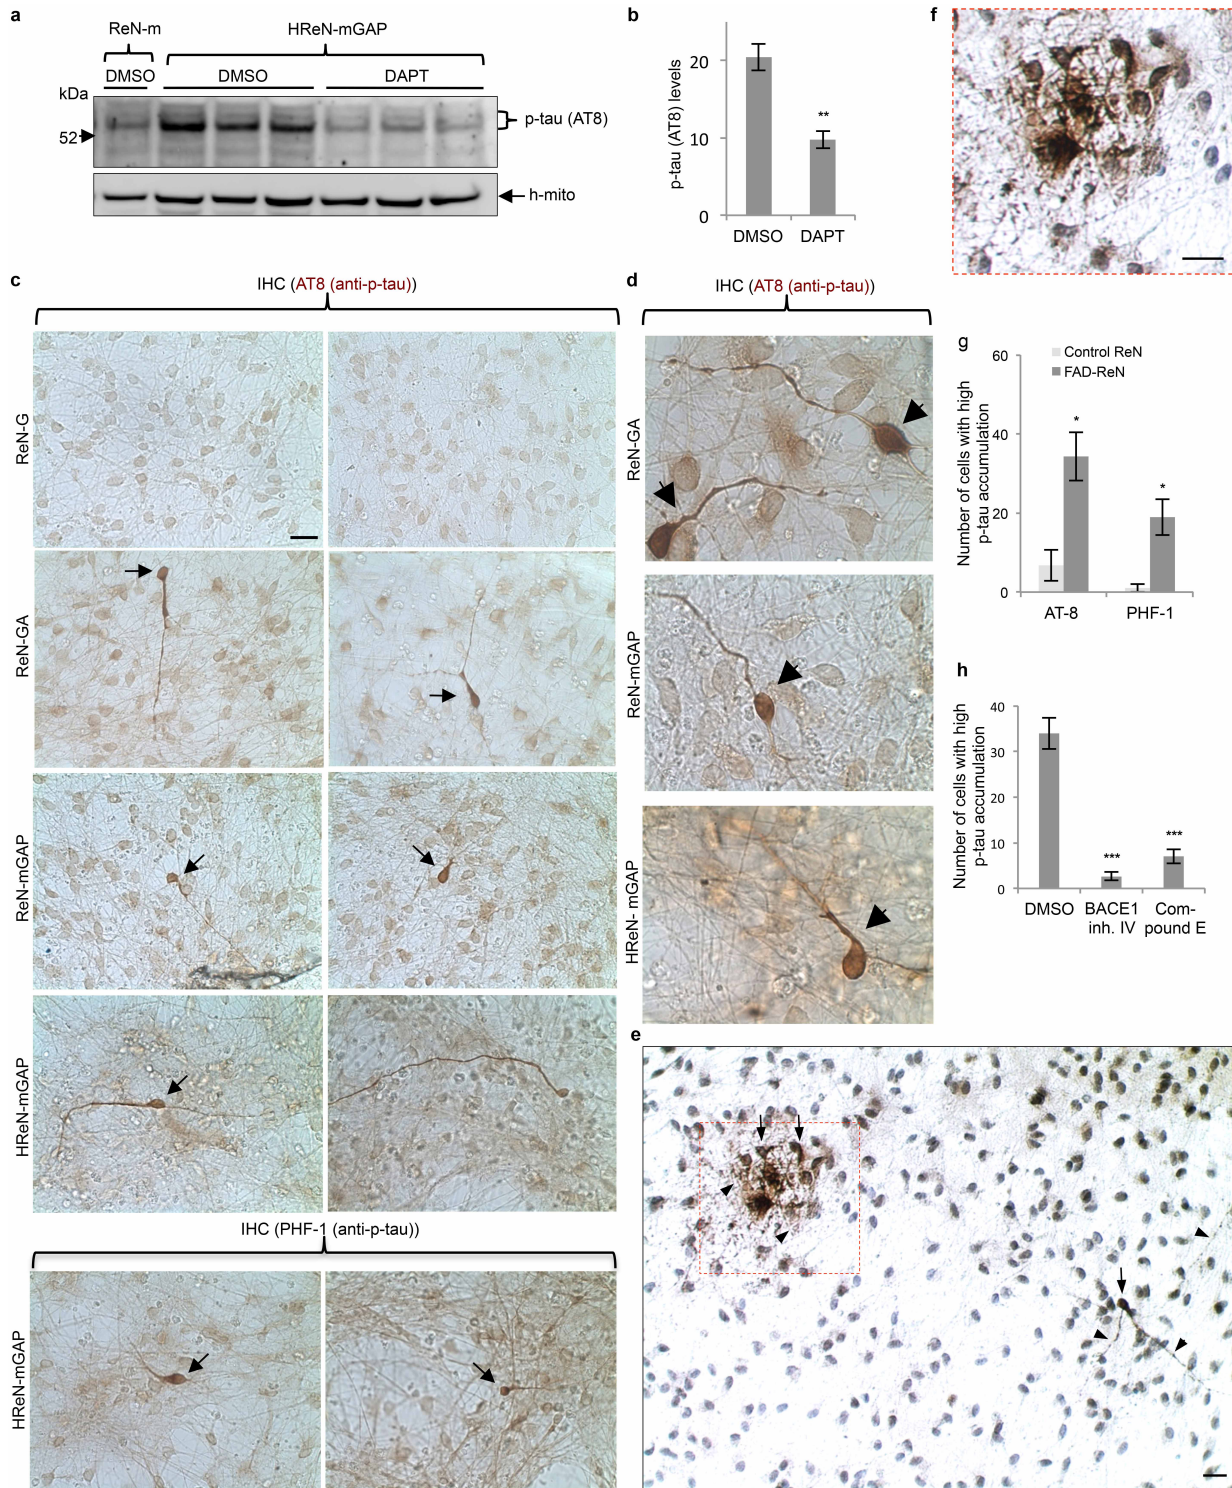 a
ReN-m
HReN-mGAP
DMSO
DMSO
DAPT
kDa
52
p-tau (AT8)
h-mito
b
p-tau (AT8) levels
20
10
0
**
DMSO
DAPT
f
c
IHC (AT8 (anti-p-tau))
ReN-G
ReN-GA
ReN-mGAP
HReN-mGAP
IHC (PHF-1 (anti-p-tau))
HReN-mGAP
d
IHC (AT8 (anti-p-tau))
ReN-GA
ReN-mGAP
HReN- mGAP
g
Number of cells with high
p-tau accumulation
60
40
20
0
Control ReN
FAD-ReN
*
*
AT-8
PHF-1
h
Number of cells with high
p-tau accumulation
40
30
20
10
0
***
***
DMSO
BACE1
inh. IV
Com-
pound E
e